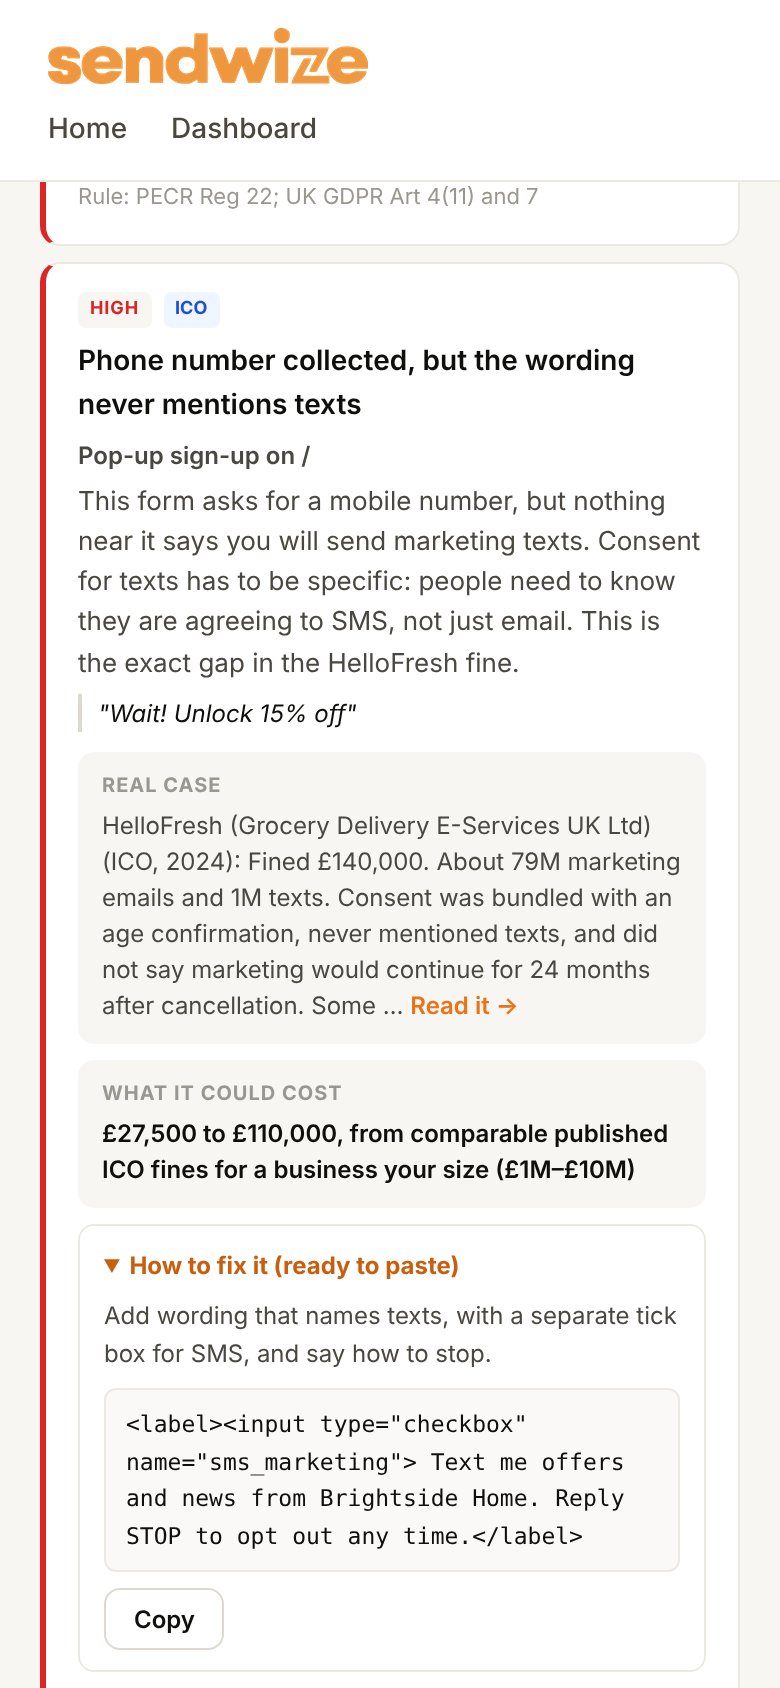 sendwize
Home Dashboard
Rule: PECR Reg 22; UK GDPR Art 4(11) and 7
HIGH ICO
Phone number collected, but the wording
never mentions texts
Pop-up sign-up on /
This form asks for a mobile number, but nothing
near it says you will send marketing texts. Consent
for texts has to be specific: people need to know
they are agreeing to SMS, not just email. This is
the exact gap in the HelloFresh fine.
"Wait! Unlock 15% off"
REAL CASE
HelloFresh (Grocery Delivery E-Services UK Ltd)
(ICO, 2024): Fined £140,000. About 79M marketing
emails and 1M texts. Consent was bundled with an
age confirmation, never mentioned texts, and did
not say marketing would continue for 24 months
after cancellation. Some ... Read it →
WHAT IT COULD COST
£27,500 to £110,000, from comparable published
ICO fines for a business your size (£1M–£10M)
▼ How to fix it (ready to paste)
Add wording that names texts, with a separate tick
box for SMS, and say how to stop.
<label><input type="checkbox"
name="sms_marketing"> Text me offers
and news from Brightside Home. Reply
STOP to opt out any time.</label>
Copy